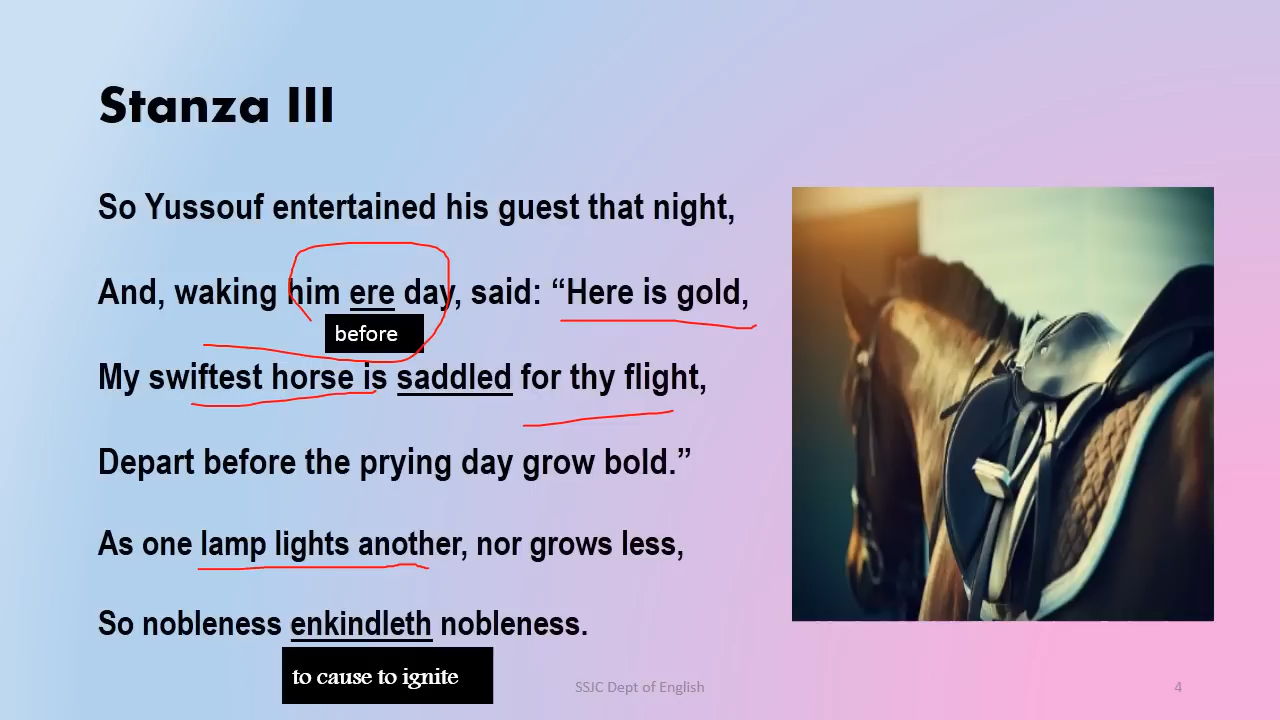 Stanza III
So Yussouf entertained his guest that night,
And, waking him ere day, said: “Here is gold,
before
My swiftest horse is saddled for thy flight,
Depart before the prying day grow bold.”
As one lamp lights another, nor grows less,
So nobleness enkindleth nobleness.
to cause to ignite
SSJC Dept of English
4